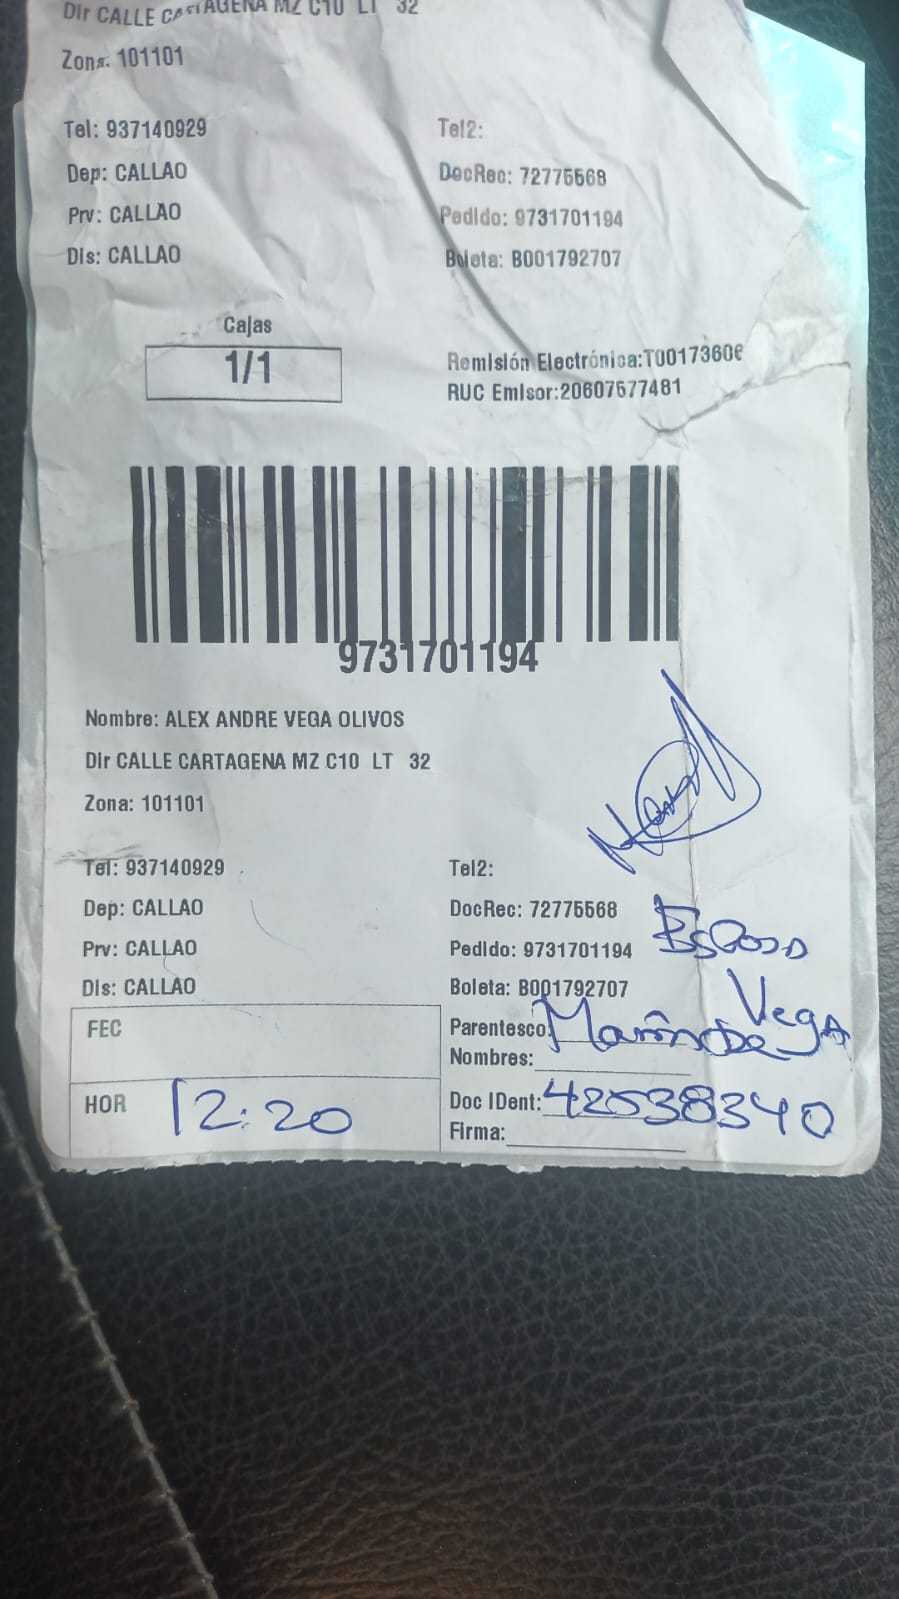 Dir CALLE CARTAGENA MZ C10 LT 32
Zona: 101101
Tel: 937140929 Tel2:
Dep: CALLAO DocRec: 72775568
Prv: CALLAO Pedido: 9731701194
Dis: CALLAO Boleta: B001792707
Cajas
1/1
Remisión Electrónica:T0017360
RUC Emisor:20607577481
9731701194
Nombre: ALEX ANDRE VEGA OLIVOS
Dir CALLE CARTAGENA MZ C10 LT 32
Zona: 101101
Tel: 937140929 Tel2:
Dep: CALLAO DocRec: 72775568
Prv: CALLAO Pedido: 9731701194
Dis: CALLAO Boleta: B001792707
FEC Parentesco: Vega
Nombres:
HOR 12:20 Doc IDent: 42538340
Firma: